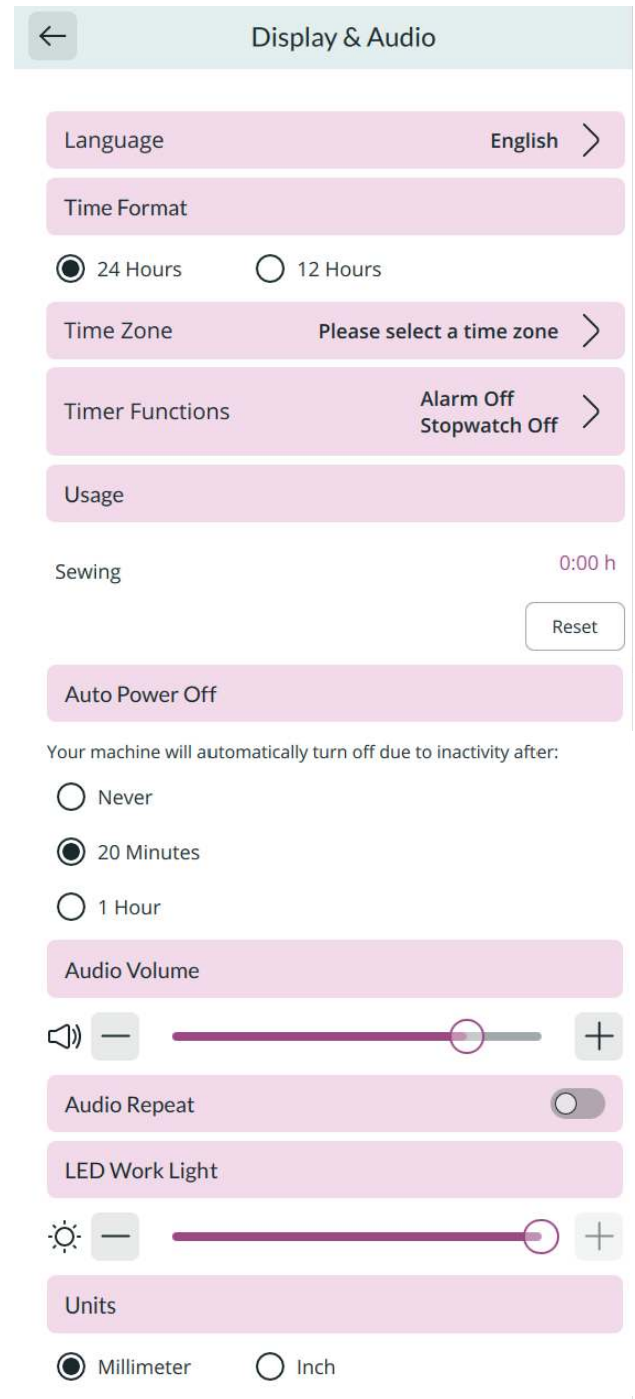 Display & Audio
Language English
Time Format
24 Hours 12 Hours
Time Zone Please select a time zone
Timer Functions Alarm Off
Stopwatch Off
Usage
Sewing 0:00 h
Reset
Auto Power Off
Your machine will automatically turn off due to inactivity after:
Never
20 Minutes
1 Hour
Audio Volume
Audio Repeat
LED Work Light
Units
Millimeter Inch